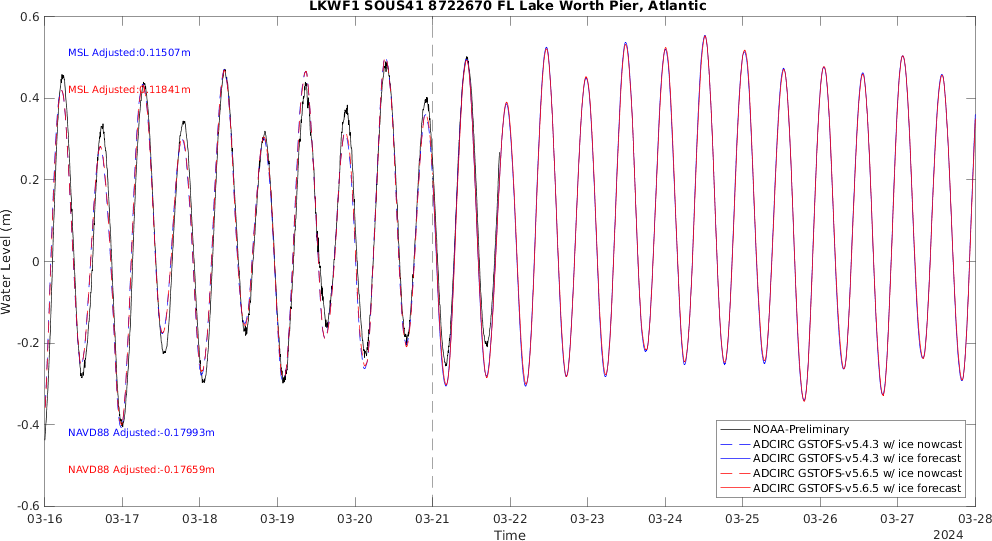 LKWF1 SOUS41 8722670 FL Lake Worth Pier, Atlantic
0.6
MSL Adjusted:0.11507m
MSL Adjusted:0.11841m
0.4
0.2
0
-0.2
-0.4
-0.6
Water Level (m)
NAVD88 Adjusted:-0.17993m
NAVD88 Adjusted:-0.17659m
NOAA-Preliminary
ADCIRC GSTOFS-v5.4.3 w/ ice nowcast
ADCIRC GSTOFS-v5.4.3 w/ ice forecast
ADCIRC GSTOFS-v5.6.5 w/ ice nowcast
ADCIRC GSTOFS-v5.6.5 w/ ice forecast
03-16 03-17 03-18 03-19 03-20 03-21 03-22 03-23 03-24 03-25 03-26 03-27 03-28
Time
2024